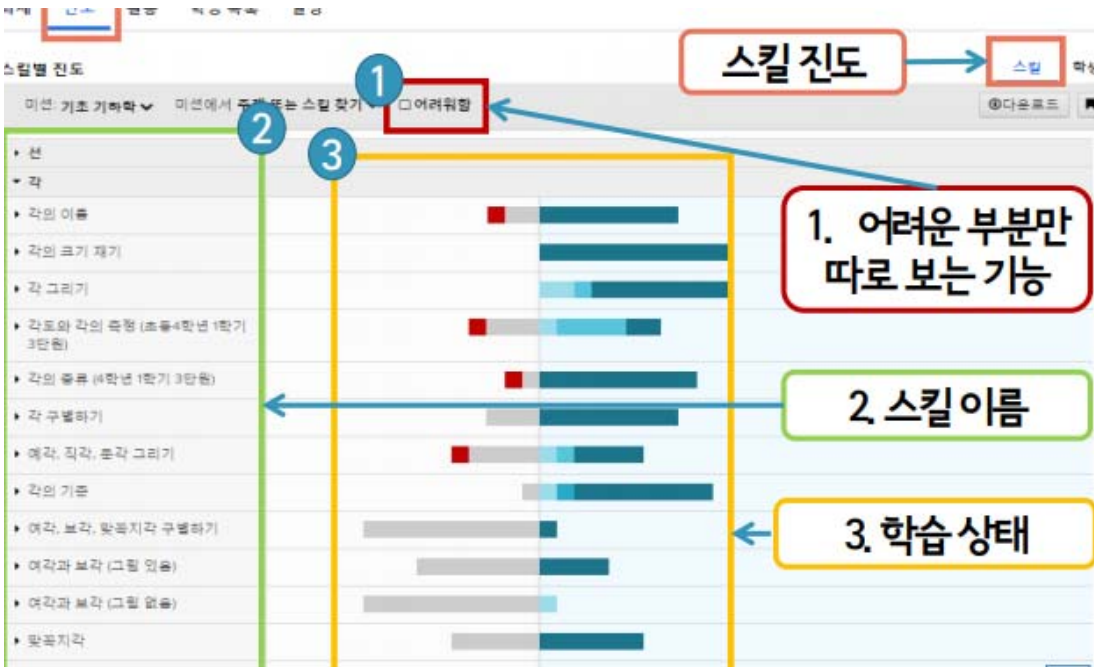 진도
스킬별 진도
스킬 진도
스킬
미션: 기초 기하학
미션에서 주제 또는 스킬 찾기
1
어려워함
다운로드
2
3
선
각
각의 이름
각의 크기 재기
각 그리기
각도와 각의 측정 (초등4학년 1학기
3단원)
각의 종류 (4학년 1학기 3단원)
각 구별하기
예각, 직각, 둔각 그리기
각의 기준
여각, 보각, 맞꼭지각 구별하기
여각과 보각 (그림 있음)
여각과 보각 (그림 없음)
맞꼭지각
1. 어려운 부분만
따로 보는 기능
2. 스킬 이름
3. 학습 상태